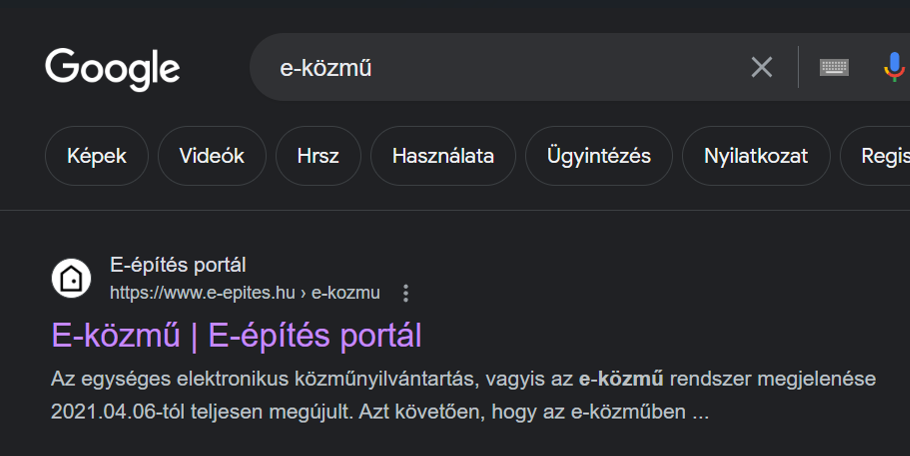 Google
e-közmű
Képek Videók Hrsz Használata Ügyintézés Nyilatkozat Regis
E-építés portál
https://www.e-epites.hu › e-kozmu
E-közmű | E-építés portál
Az egységes elektronikus közműnyilvántartás, vagyis az e-közmű rendszer megjelenése
2021.04.06-tól teljesen megújult. Azt követően, hogy az e-közműben ...